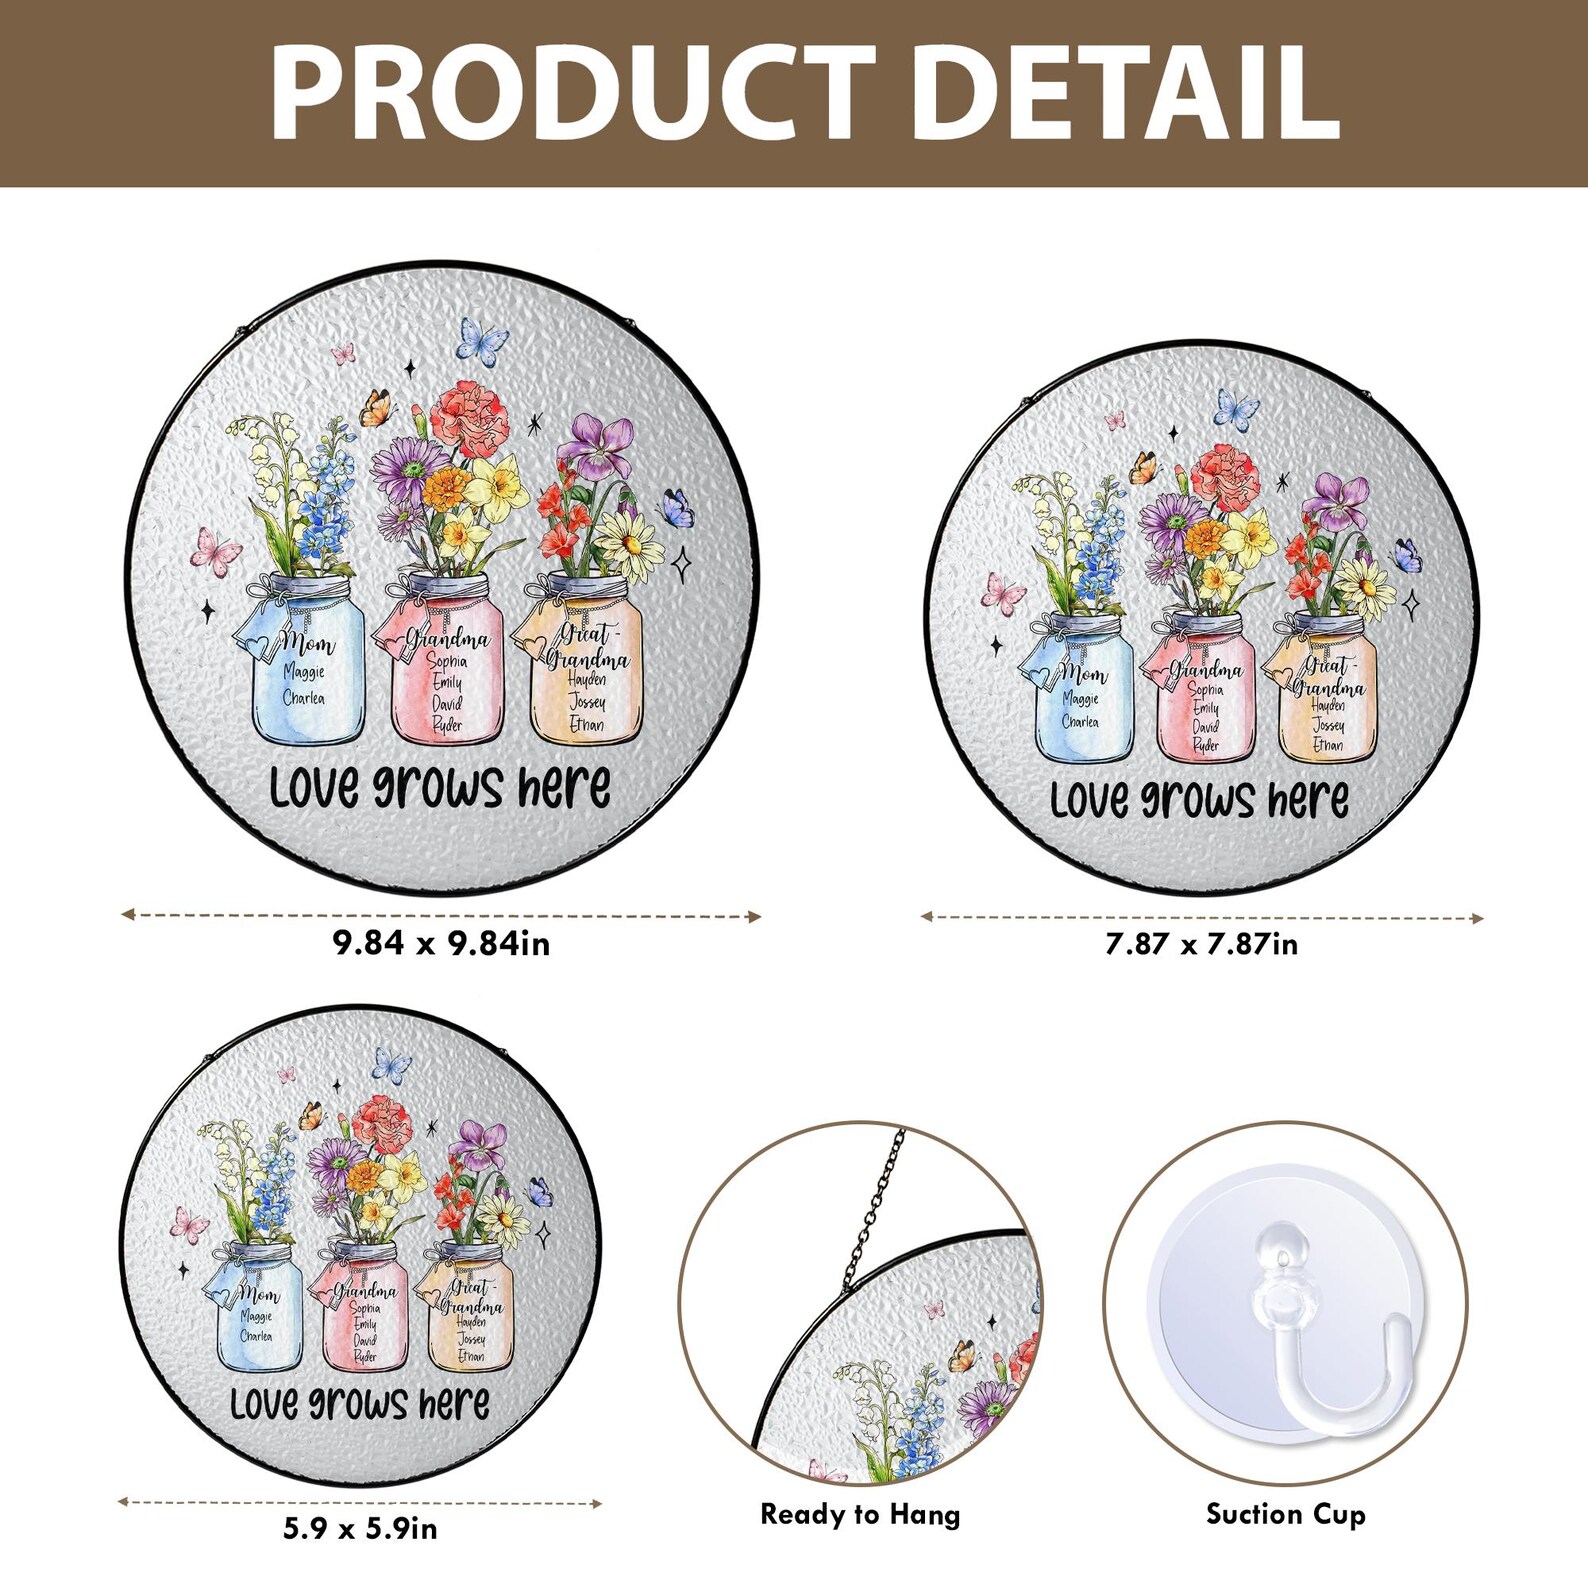 PRODUCT DETAIL
Mom
Maggie
Charlea
Grandma
Sophia
Emily
David
Ryder
Great-
Grandma
Hayden
Jossey
Ethan
Love grows here
9.84 x 9.84in
Mom
Maggie
Charlea
Grandma
Sophia
Emily
David
Ryder
Great-
Grandma
Hayden
Jossey
Ethan
Love grows here
7.87 x 7.87in
Mom
Maggie
Charlea
Grandma
Sophia
Emily
David
Ryder
Great-
Grandma
Hayden
Jossey
Ethan
Love grows here
5.9 x 5.9in
Ready to Hang
Suction Cup